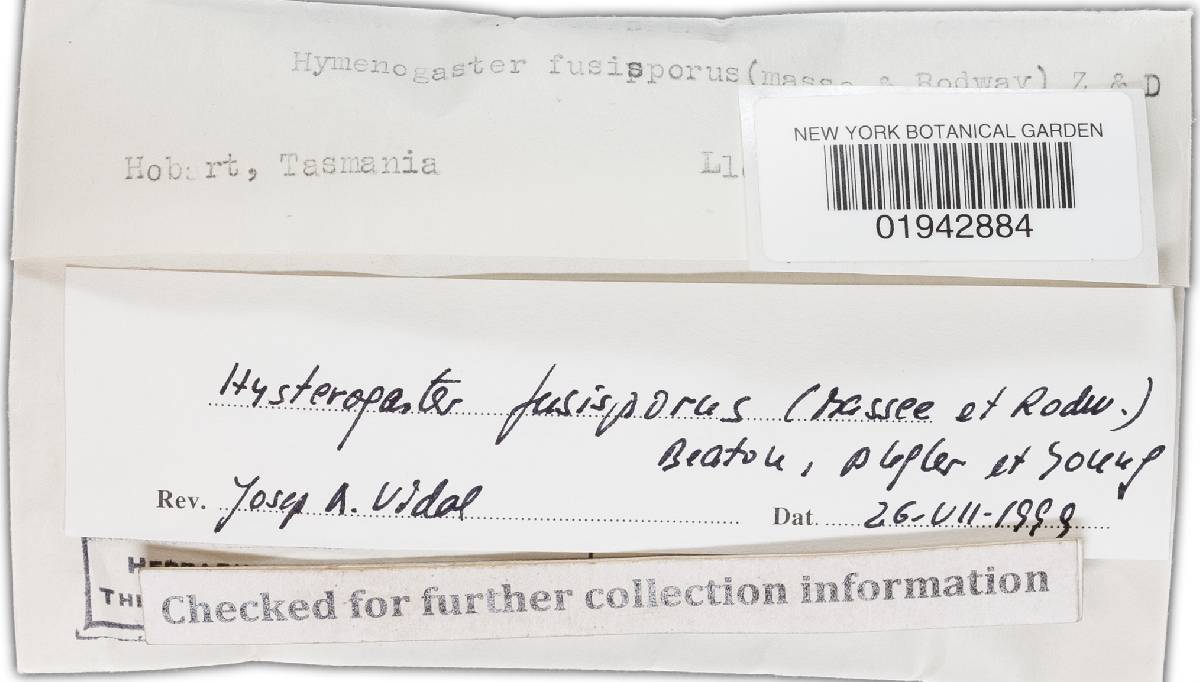 Hymenogaster fusisporus (masse & Rodway) Z & D
NEW YORK BOTANICAL GARDEN
Hobart, Tasmania
01942884
Hysterogaster fusisporus (Massee et Rodw.)
Beaton, Pegler et Young
Rev. Josep A. Vidal Dat. 26-VII-1999
Checked for further collection information